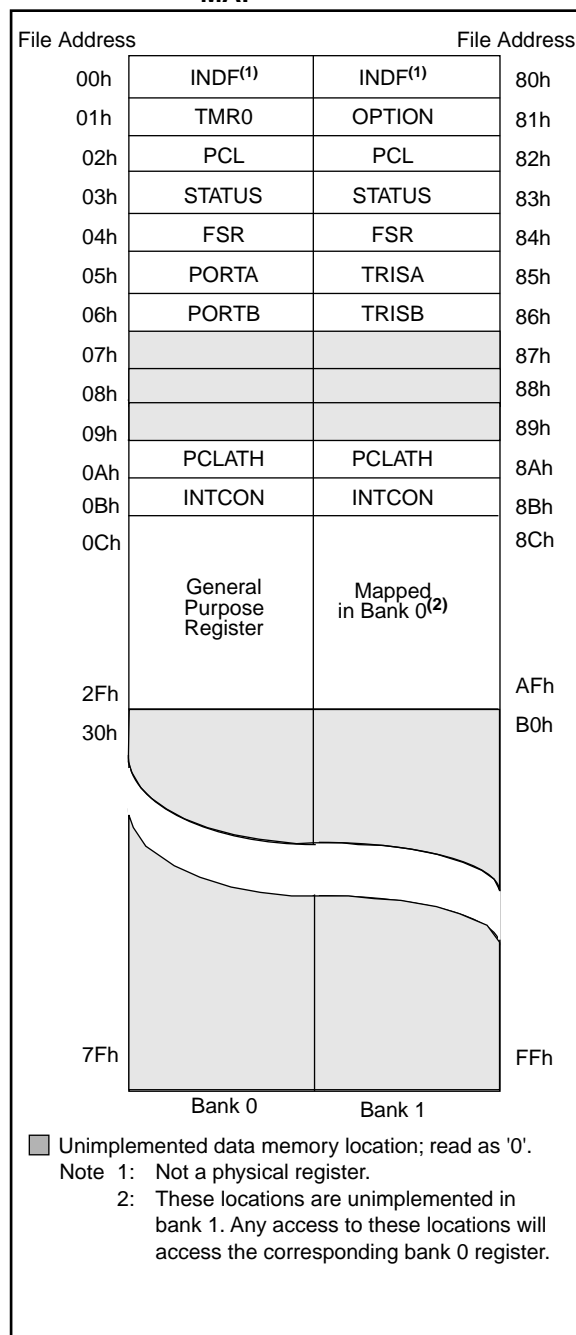 MAP
File Address File Address
00h INDF(1) INDF(1) 80h
01h TMR0 OPTION 81h
02h PCL PCL 82h
03h STATUS STATUS 83h
04h FSR FSR 84h
05h PORTA TRISA 85h
06h PORTB TRISB 86h
07h 87h
08h 88h
09h 89h
0Ah PCLATH PCLATH 8Ah
0Bh INTCON INTCON 8Bh
0Ch 8Ch
General Mapped
Purpose in Bank 0(2)
Register
2Fh AFh
30h B0h
7Fh FFh
Bank 0 Bank 1
Unimplemented data memory location; read as '0'.
Note 1: Not a physical register.
2: These locations are unimplemented in
bank 1. Any access to these locations will
access the corresponding bank 0 register.